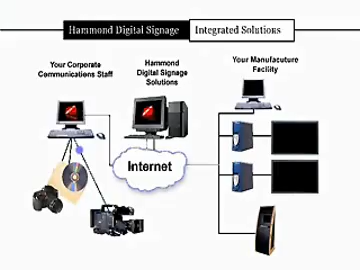 Hammond Digital Signage Integrated Solutions
Your Corporate
Communications Staff
Hammond
Digital Signage
Solutions
Your Manufacuture
Facility
Internet